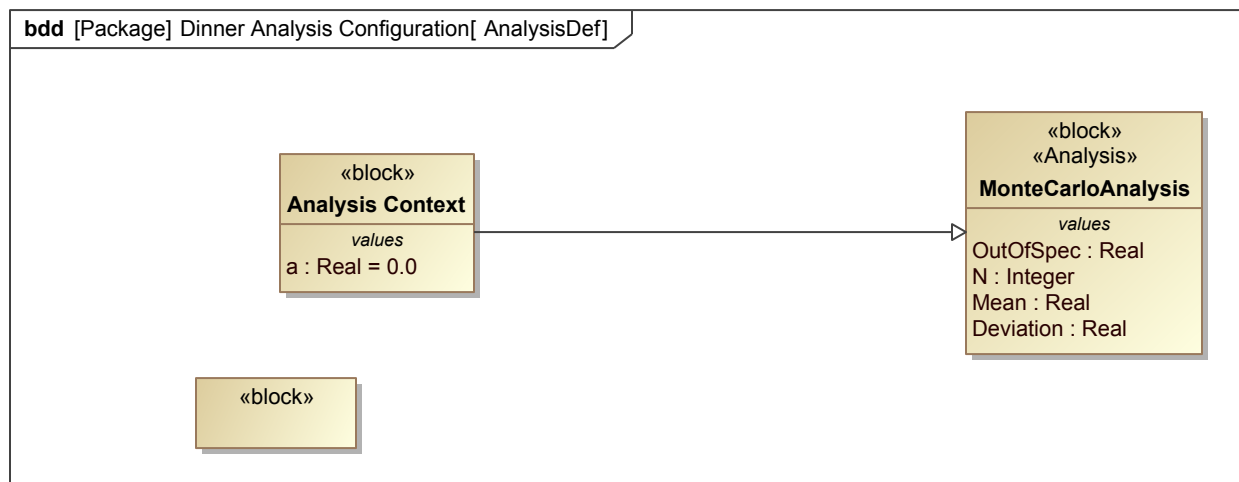 bdd [Package] Dinner Analysis Configuration[ AnalysisDef]
«block»
Analysis Context
values
a : Real = 0.0
«block»
«Analysis»
MonteCarloAnalysis
values
OutOfSpec : Real
N : Integer
Mean : Real
Deviation : Real
«block»